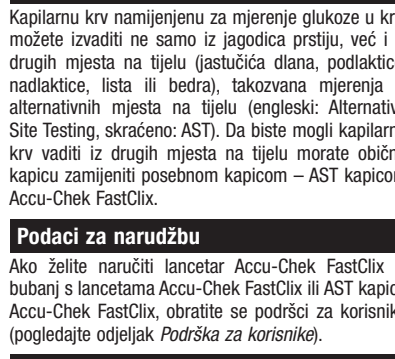 Kapilarnu krv namijenjenu za mjerenje glukoze u kr
možete izvaditi ne samo iz jagodica prstiju, već i
drugih mjesta na tijelu (jastučića dlana, podlaktic
nadlaktice, lista ili bedra), takozvana mjerenja
alternativnih mjesta na tijelu (engleski: Alternativ
Site Testing, skraćeno: AST). Da biste mogli kapilarn
krv vaditi iz drugih mjesta na tijelu morate običn
kapicu zamijeniti posebnom kapicom – AST kapico
Accu-Chek FastClix.
Podaci za narudžbu
Ako želite naručiti lancetar Accu-Chek FastClix
bubanj s lancetama Accu-Chek FastClix ili AST kapic
Accu-Chek FastClix, obratite se podršci za korisnik
(pogledajte odjeljak Podrška za korisnike).